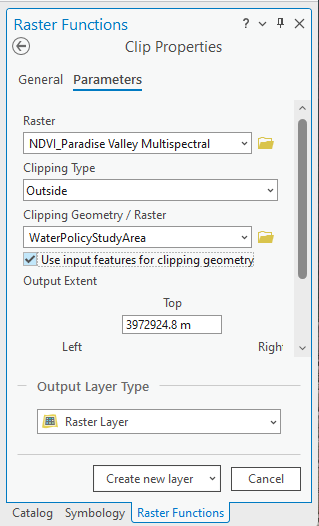 Raster Functions
Clip Properties
General Parameters
Raster
NDVI_Paradise Valley Multispectral
Clipping Type
Outside
Clipping Geometry / Raster
WaterPolicyStudyArea
Use input features for clipping geometry
Output Extent
Top
3972924.8 m
Left Right
Output Layer Type
Raster Layer
Create new layer Cancel
Catalog Symbology Raster Functions